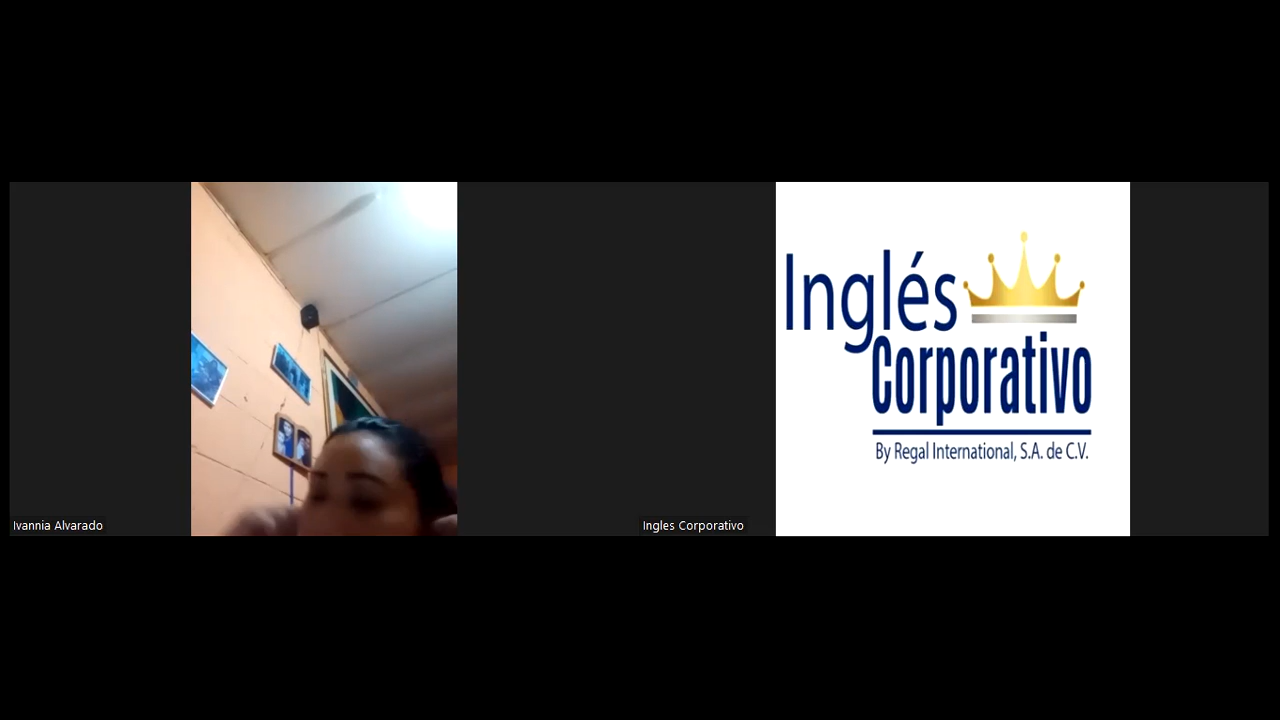 Inglés
Corporativo
By Regal International, S.A. de C.V.
Ivannia Alvarado
Ingles Corporativo